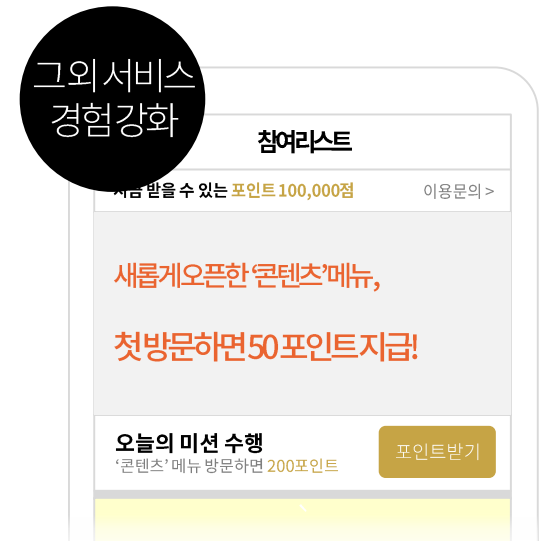 그 외 서비스
경험 강화
참여리스트
지금 받을 수 있는 포인트 100,000점
이용문의 >
새롭게 오픈한 ‘콘텐츠’ 메뉴,
첫 방문하면 50 포인트 지급!
오늘의 미션 수행
‘콘텐츠’ 메뉴 방문하면 200포인트
포인트받기